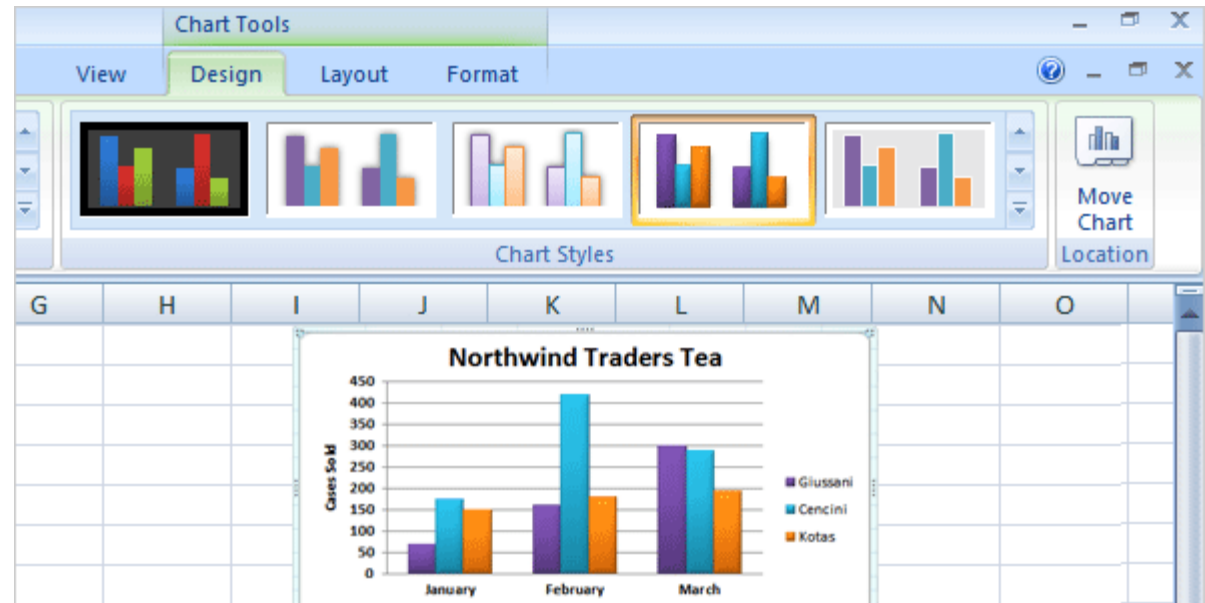 Chart Tools
View Design Layout Format
Move
Chart
Chart Styles
Location
G H I J K L M N O
Northwind Traders Tea
450
400
350
300
250
200
150
100
50
0
Cases Sold
Giussani
Cencini
Kotas
January February March